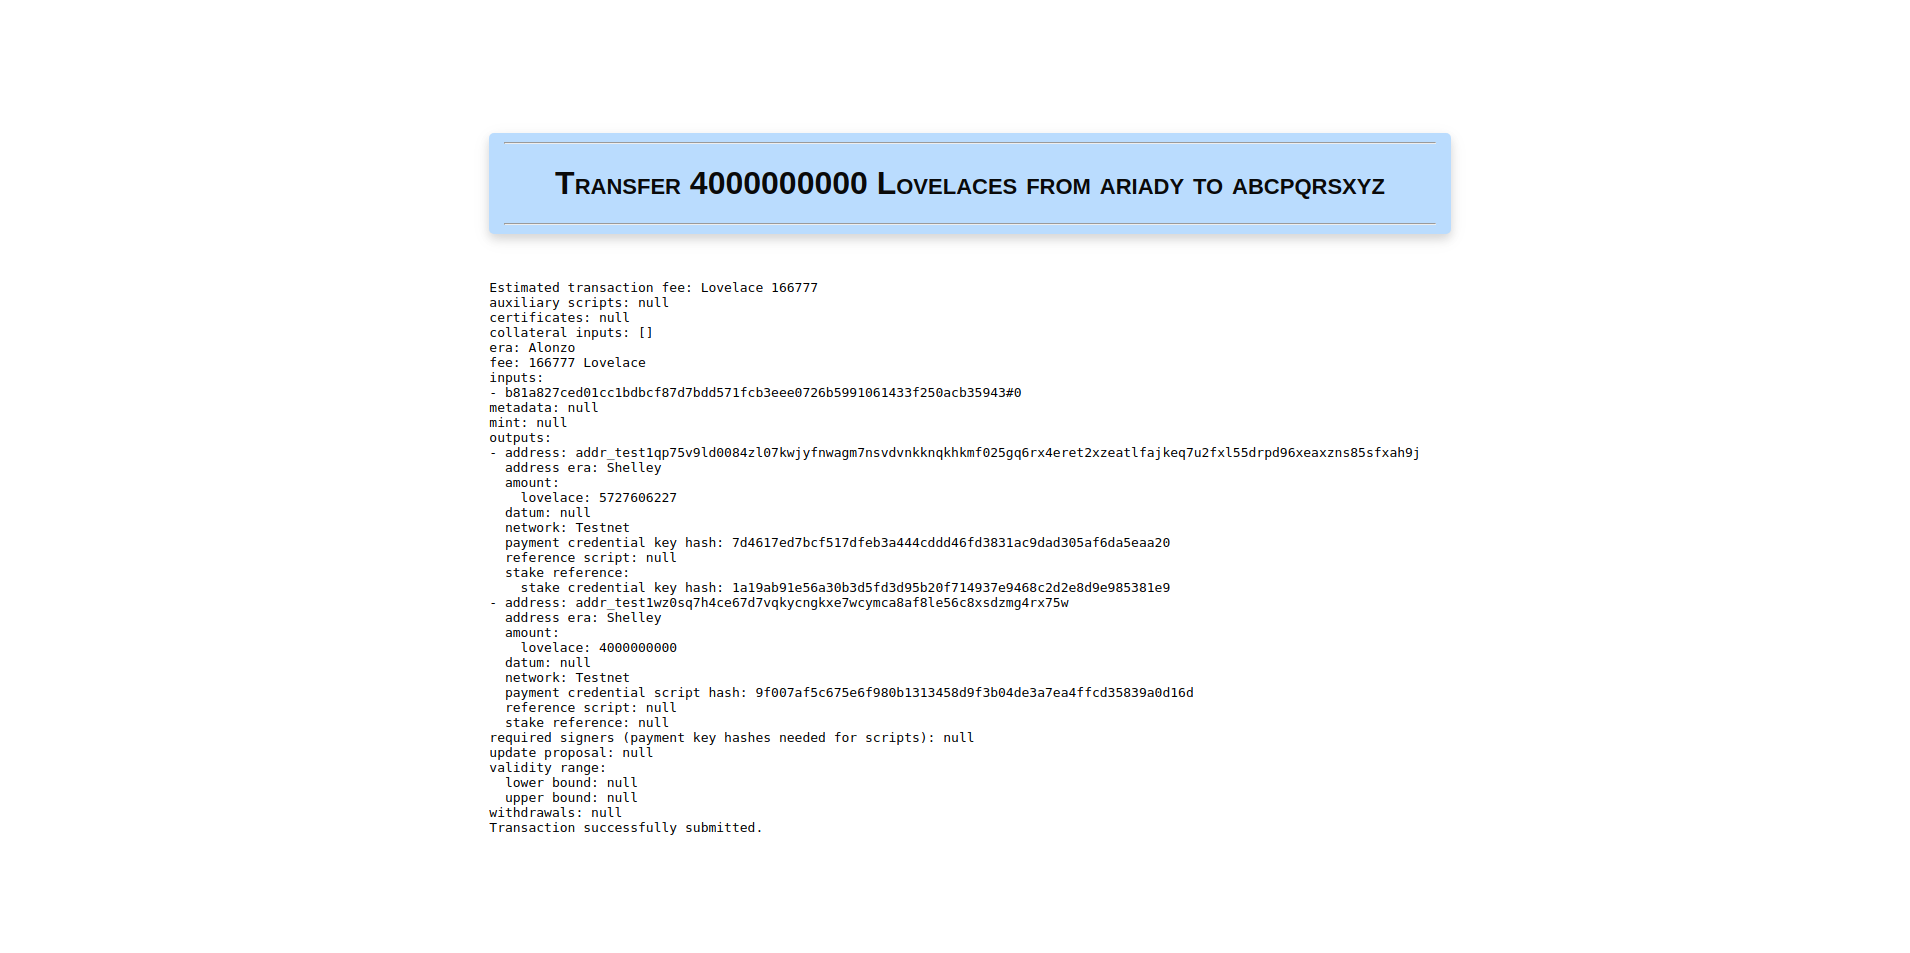 Transfer 4000000000 Lovelaces from ariady to abcpqrsxyz
Estimated transaction fee: Lovelace 166777
auxiliary scripts: null
certificates: null
collateral inputs: []
era: Alonzo
fee: 166777 Lovelace
inputs:
- b81a827ced01cc1bdbcf87d7bdd571fcb3eee0726b5991061433f250acb35943#0
metadata: null
mint: null
outputs:
- address: addr_test1qp75v9ld0084zl07kwjyfnwagm7nsvdvnkknqkhkmf025gq6rx4eret2xzeatlfajkeq7u2fxl55drpd96xeaxzns85sfxah9j
  address era: Shelley
  amount:
    lovelace: 5727606227
  datum: null
  network: Testnet
  payment credential key hash: 7d4617ed7bcf517dfeb3a444cddd46fd3831ac9dad305af6da5eaa20
  reference script: null
  stake reference:
    stake credential key hash: 1a19ab91e56a30b3d5fd3d95b20f714937e9468c2d2e8d9e985381e9
- address: addr_test1wz0sq7h4ce67d7vqkycngkxe7wcymca8af8le56c8xsdzmg4rx75w
  address era: Shelley
  amount:
    lovelace: 4000000000
  datum: null
  network: Testnet
  payment credential script hash: 9f007af5c675e6f980b1313458d9f3b04de3a7ea4ffcd35839a0d16d
  reference script: null
  stake reference: null
required signers (payment key hashes needed for scripts): null
update proposal: null
validity range:
  lower bound: null
  upper bound: null
withdrawals: null
Transaction successfully submitted.